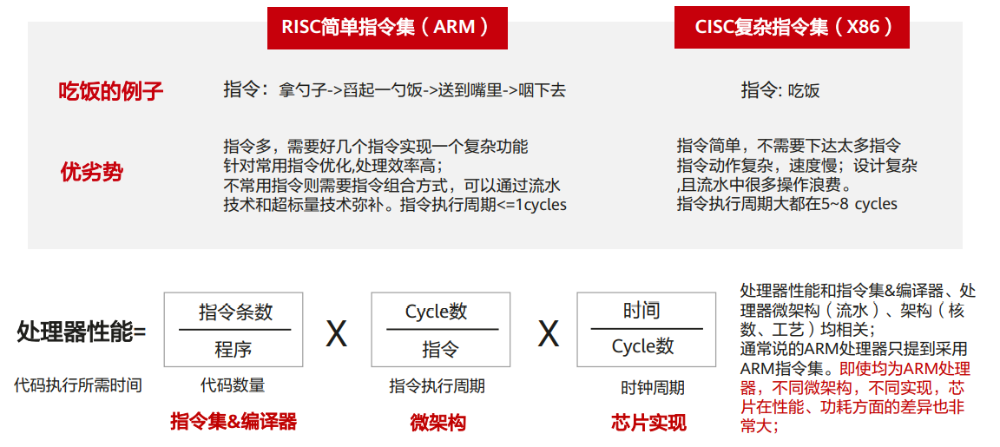 RISC简单指令集（ARM）
CISC复杂指令集（X86）
吃饭的例子
指令：拿勺子->舀起一勺饭->送到嘴里->咽下去
指令: 吃饭
优劣势
指令多，需要好几个指令实现一个复杂功能
针对常用指令优化,处理效率高；
不常用指令则需要指令组合方式，可以通过流水
技术和超标量技术弥补。指令执行周期<=1cycles
指令简单，不需要下达太多指令
指令动作复杂，速度慢；设计复杂
,且流水中很多操作浪费。
指令执行周期大都在5~8 cycles
处理器性能=
指令条数
程序
X
Cycle数
指令
X
时间
Cycle数
代码执行所需时间
代码数量
指令执行周期
时钟周期
指令集&编译器
微架构
芯片实现
处理器性能和指令集&编译器、处
理器微架构（流水）、架构（核
数、工艺）均相关；
通常说的ARM处理器只提到采用
ARM指令集。即使均为ARM处理
器，不同微架构，不同实现，芯
片在性能、功耗方面的差异也非
常大；